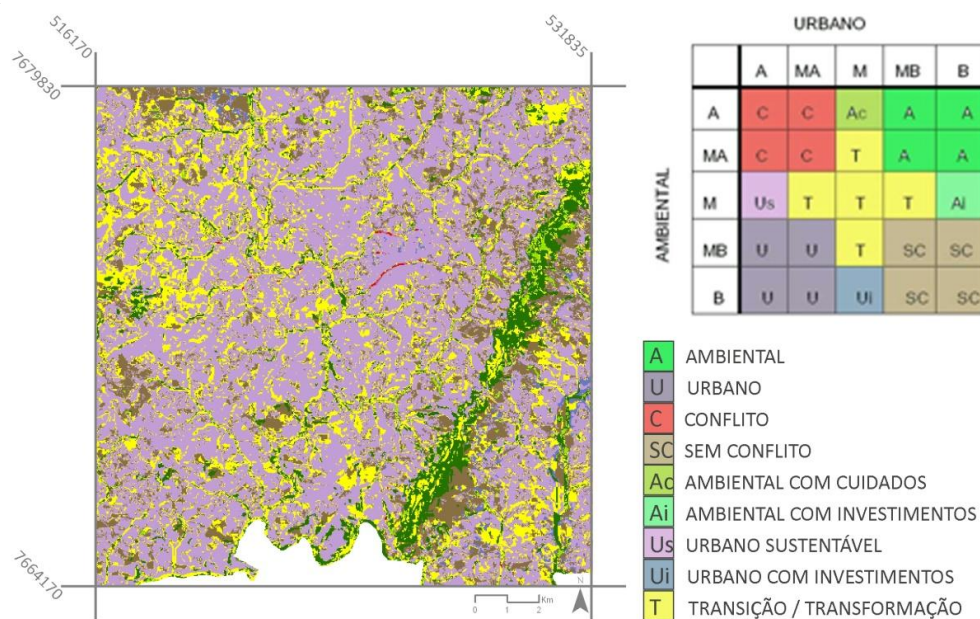 516170
531835
7679830
7664170
Km
0 1 2
N
URBANO
A MA M MB B
AMBIENTAL
A C C Ac A A
MA C C T A A
M Us T T T Ai
MB U U T SC SC
B U U Ui SC SC
A AMBIENTAL
U URBANO
C CONFLITO
SC SEM CONFLITO
Ac AMBIENTAL COM CUIDADOS
Ai AMBIENTAL COM INVESTIMENTOS
Us URBANO SUSTENTÁVEL
Ui URBANO COM INVESTIMENTOS
T TRANSIÇÃO / TRANSFORMAÇÃO